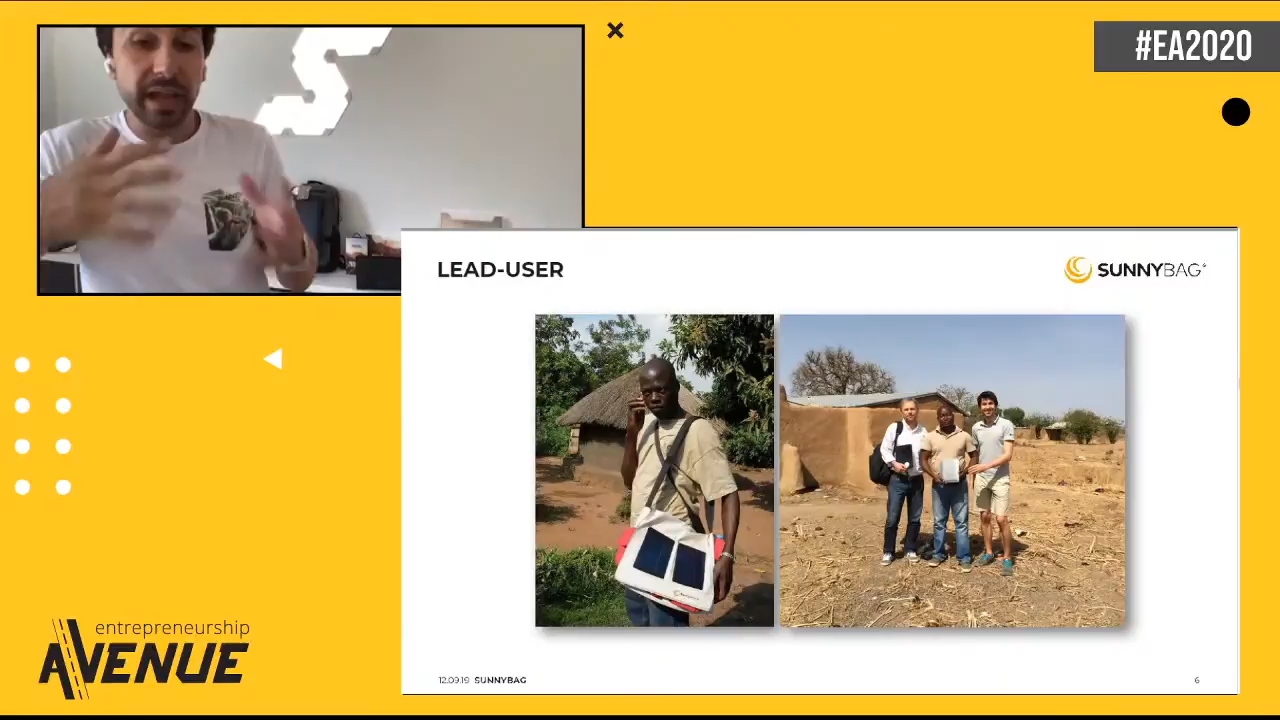 #EA2020
LEAD-USER
SUNNYBAG
12.09.19 SUNNYBAG
6
entrepreneurship
AVENUE